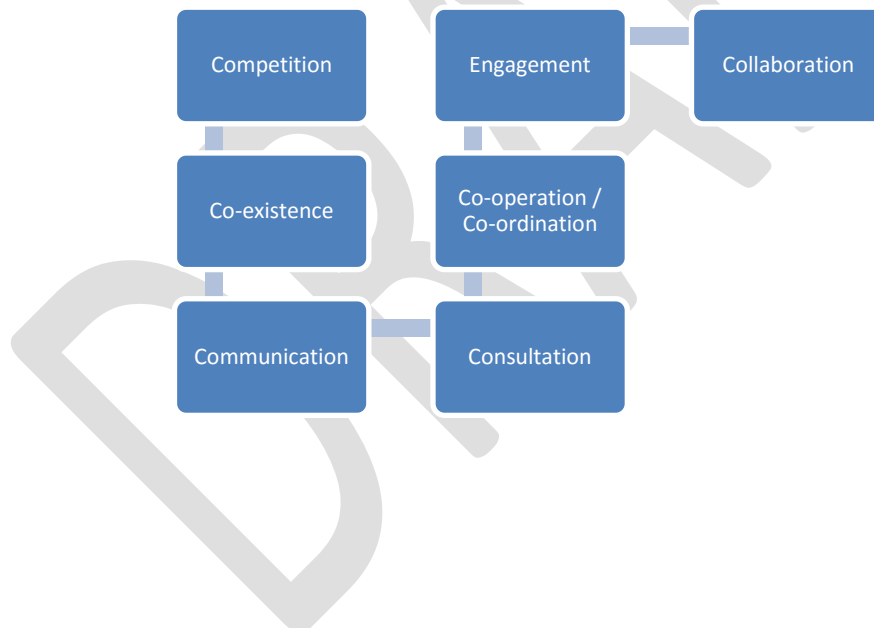 Competition
Co-existence
Communication
Consultation
Co-operation /
Co-ordination
Engagement
Collaboration